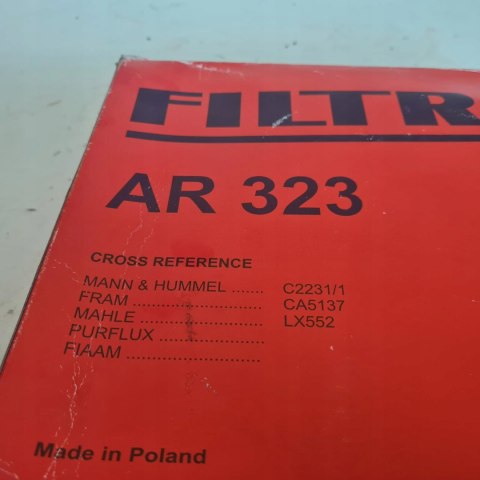 FILTR
AR 323
CROSS REFERENCE
MANN & HUMMEL ...... C2231/1
FRAM ........................ CA5137
MAHLE ...................... LX552
PURFLUX ...................
FIAAM ........................
Made in Poland